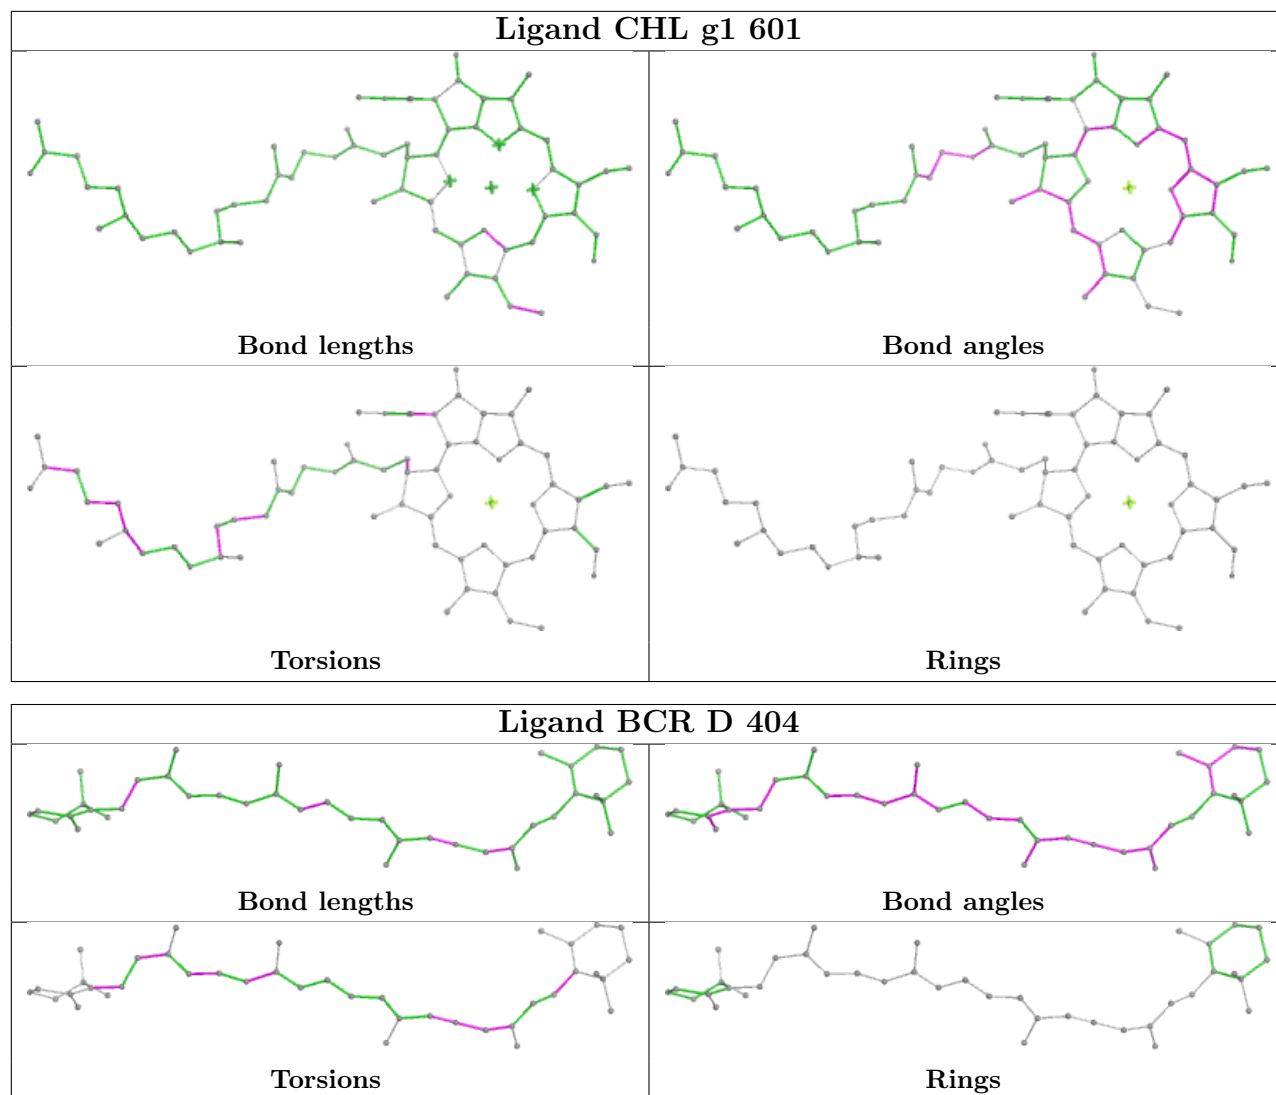 Ligand CHL g1 601
Bond lengths
Bond angles
Torsions
Rings
Ligand BCR D 404
Bond lengths
Bond angles
Torsions
Rings